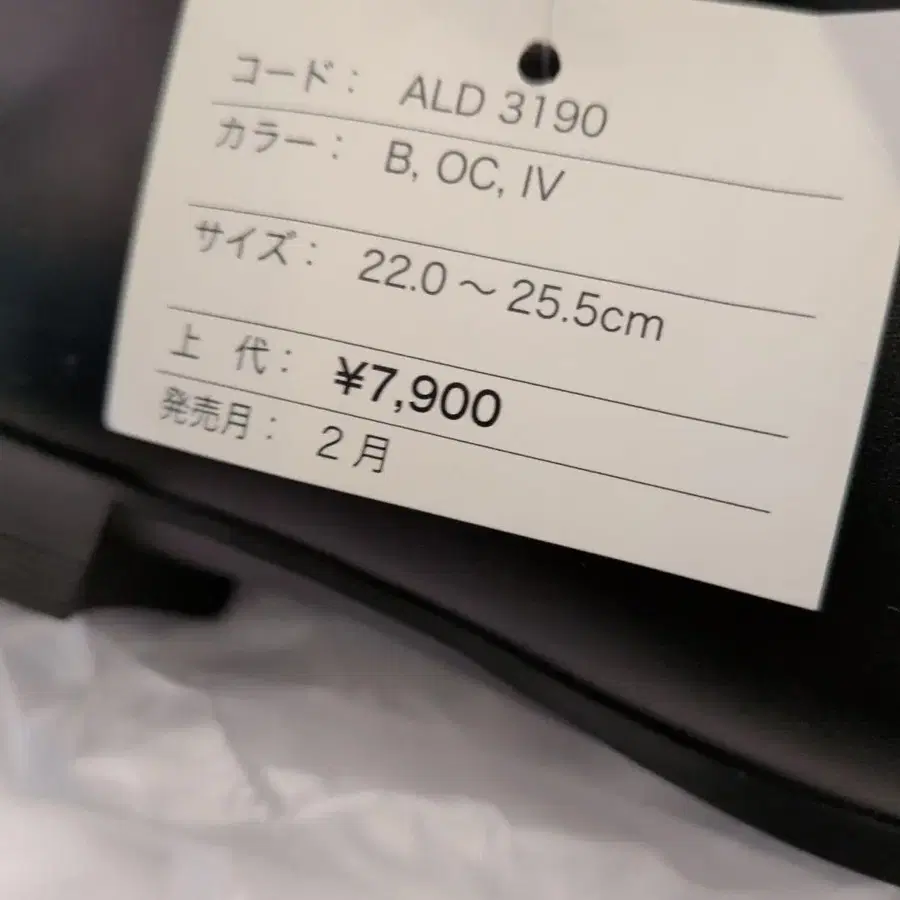 コード： ALD 3190
カラー： B, OC, IV
サイズ： 22.0～25.5cm
上 代： ¥7,900
発売月： 2月